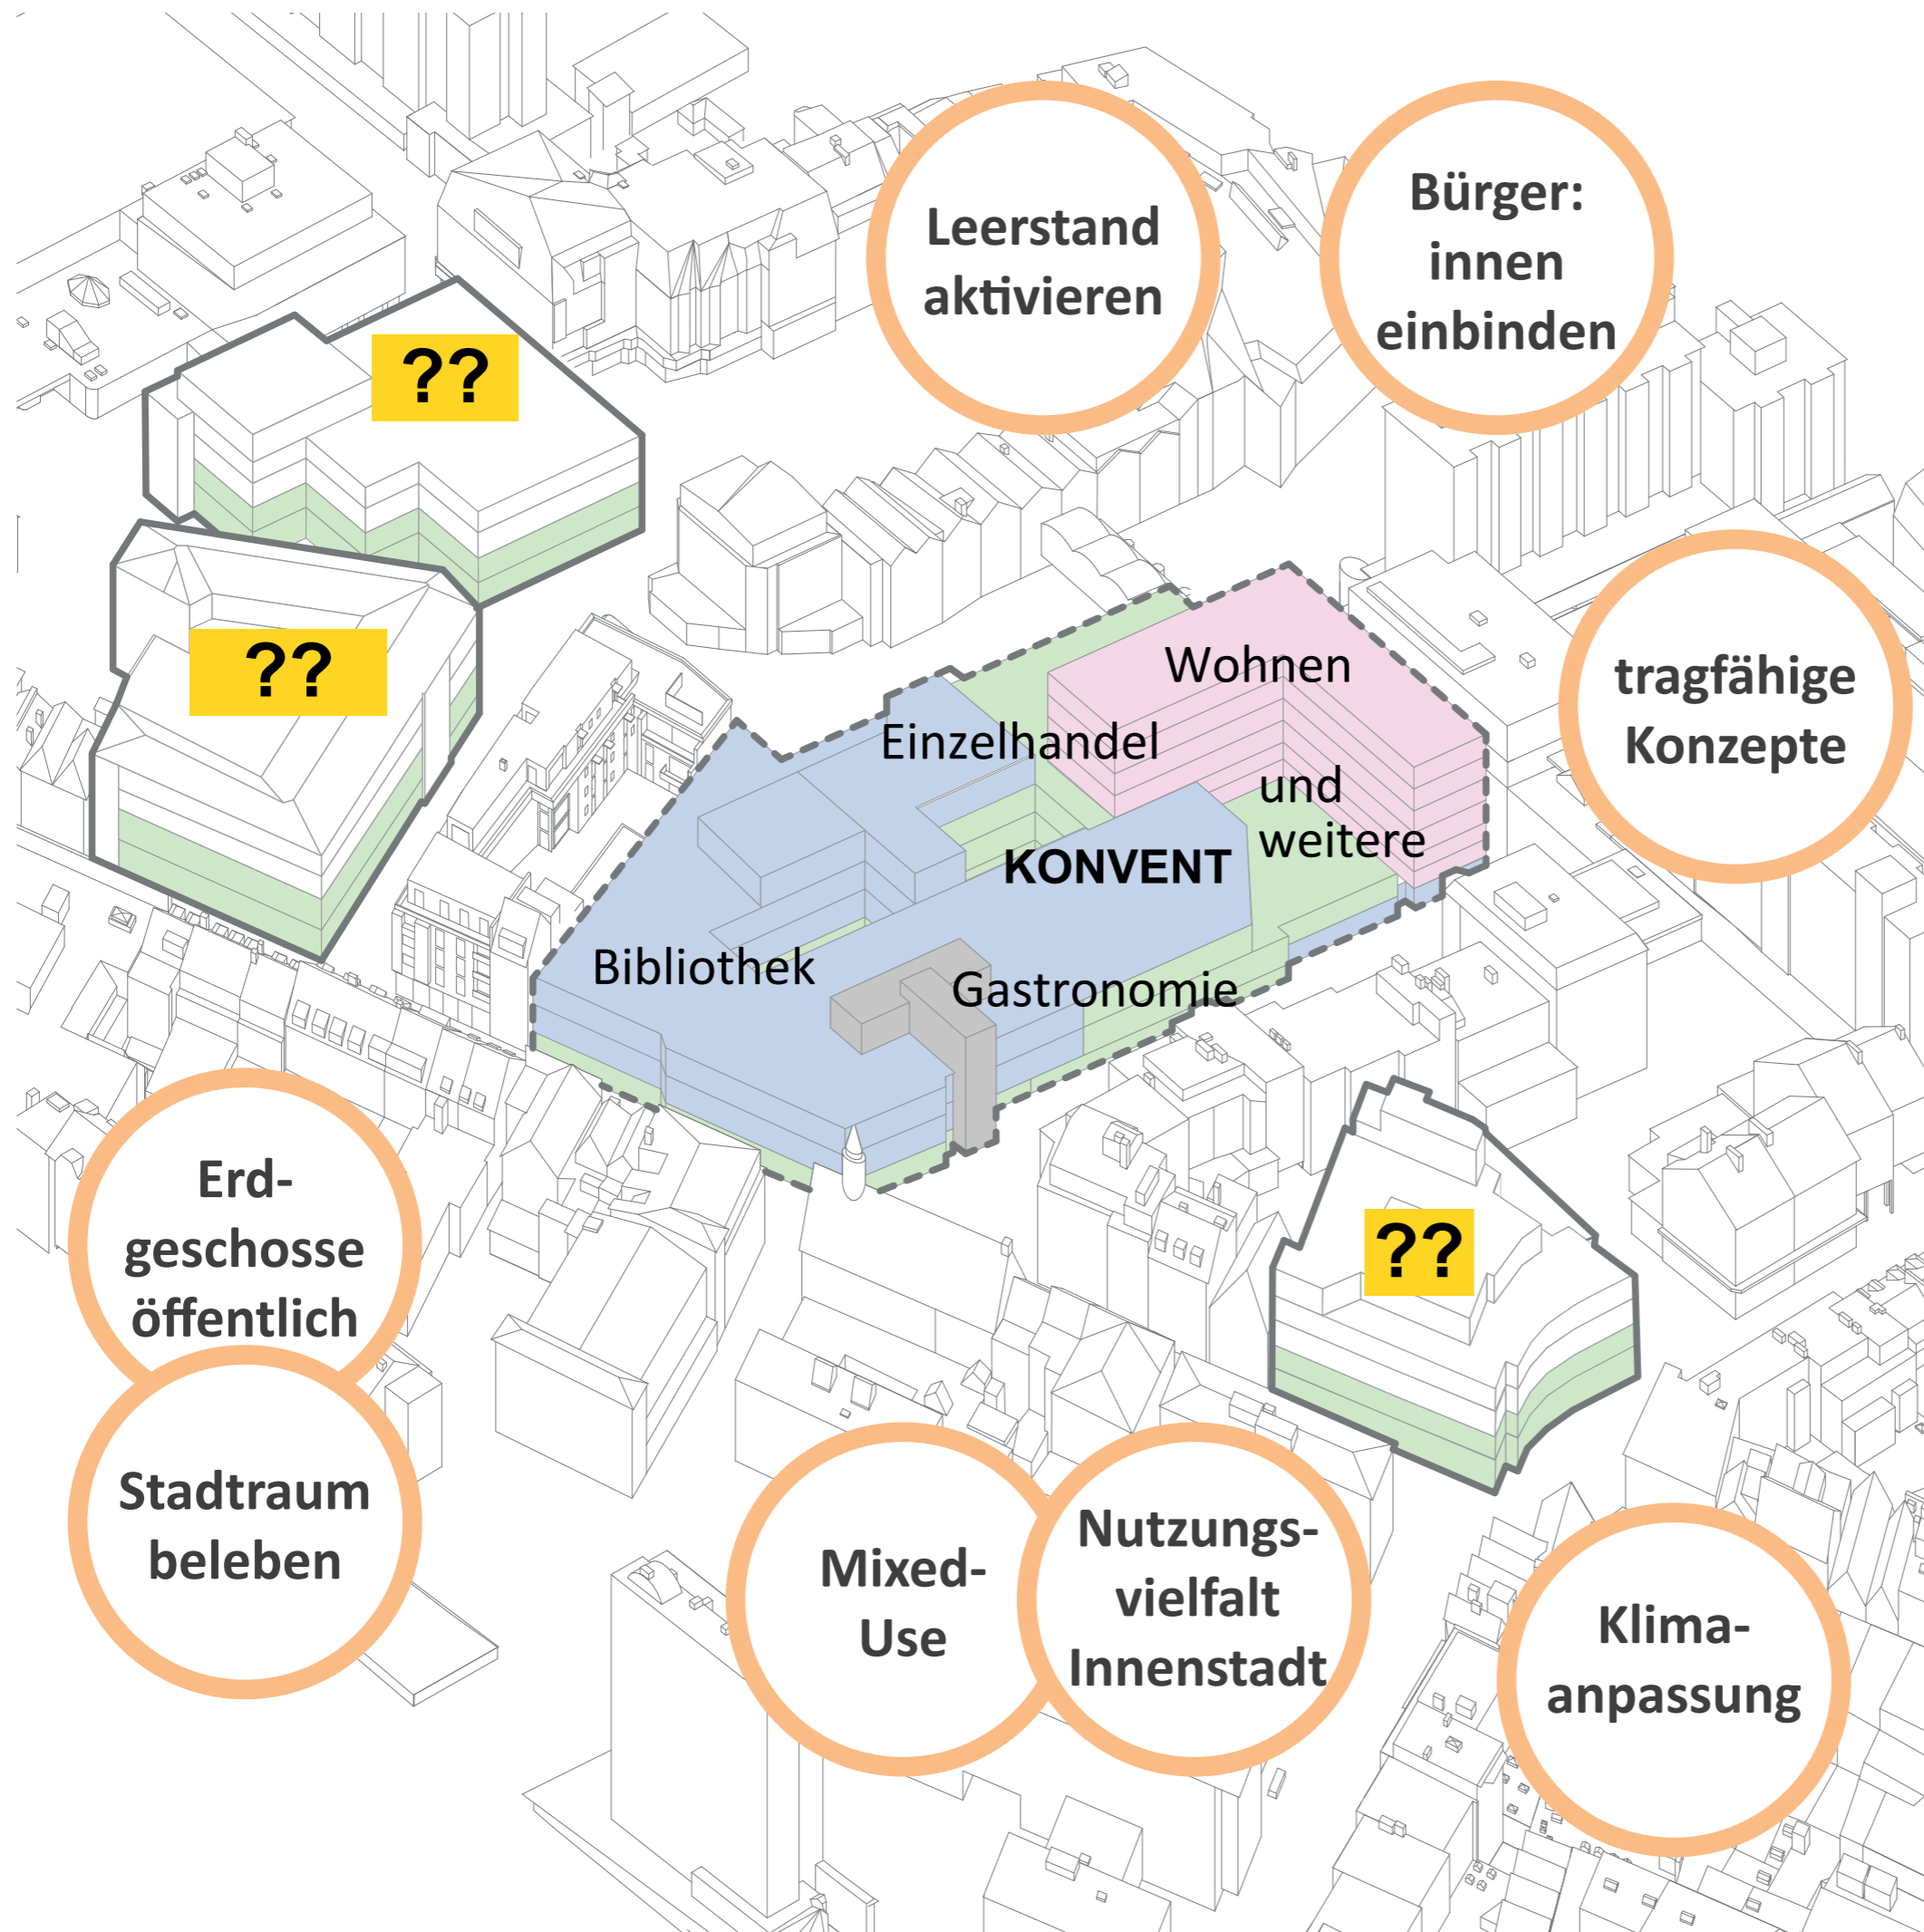 Leerstand
aktivieren
Bürger:
innen
einbinden
??
??
tragfähige
Konzepte
Wohnen
Einzelhandel
und
weitere
KONVENT
Bibliothek
Gastronomie
??
Erd-
geschosse
öffentlich
Stadtraum
beleben
Mixed-
Use
Nutzungs-
vielfalt
Innenstadt
Klima-
anpassung